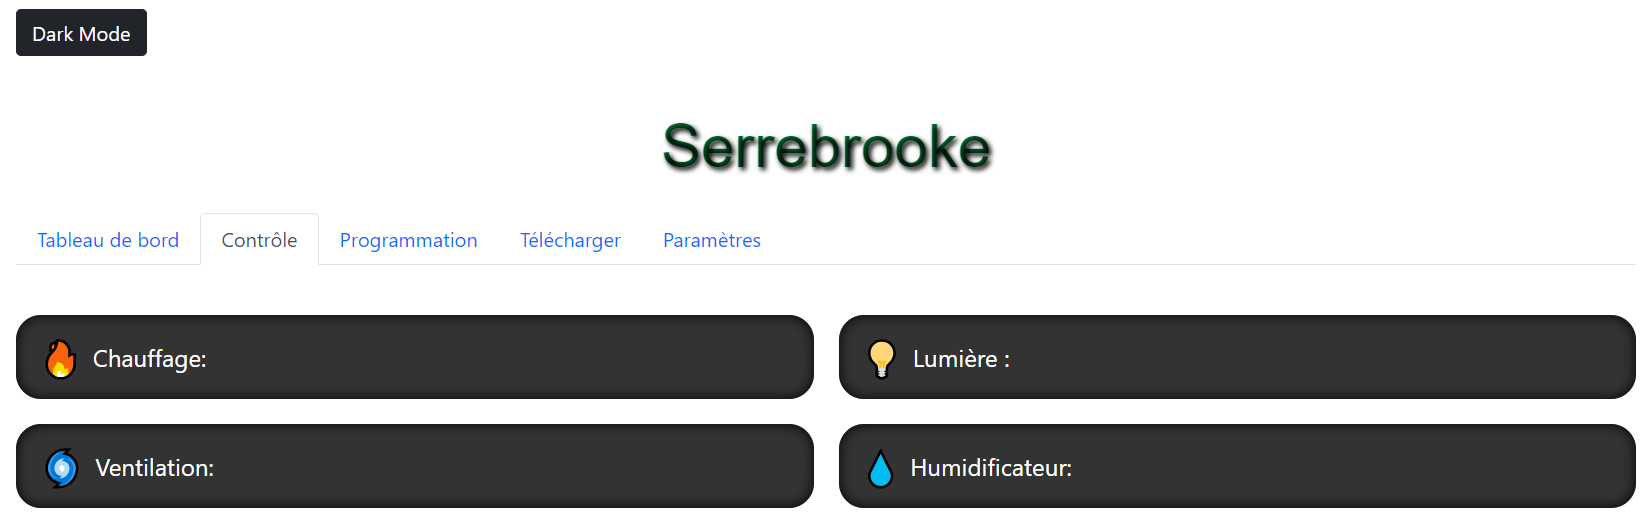 Dark Mode
Serrebrooke
Tableau de bord Contrôle Programmation Télécharger Paramètres
Chauffage: Lumière :
Ventilation: Humidificateur: